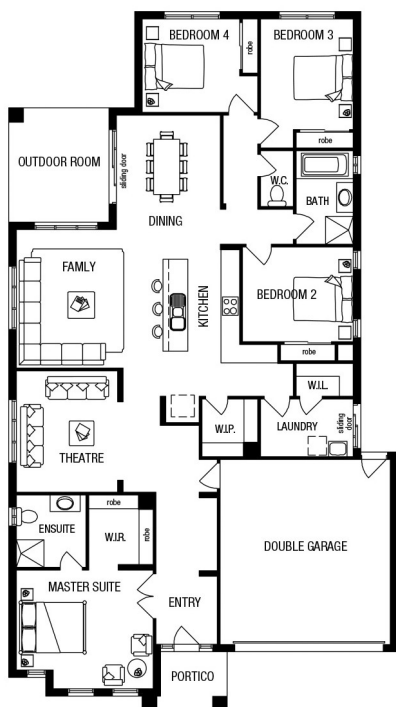 BEDROOM 4
robe
BEDROOM 3
robe
OUTDOOR ROOM
sliding door
W.C.
BATH
DINING
FAMLY
KITCHEN
BEDROOM 2
robe
W.I.L.
W.I.P.
LAUNDRY
sliding
door
THEATRE
robe
ENSUITE
W.I.R.
robe
DOUBLE GARAGE
MASTER SUITE
ENTRY
PORTICO